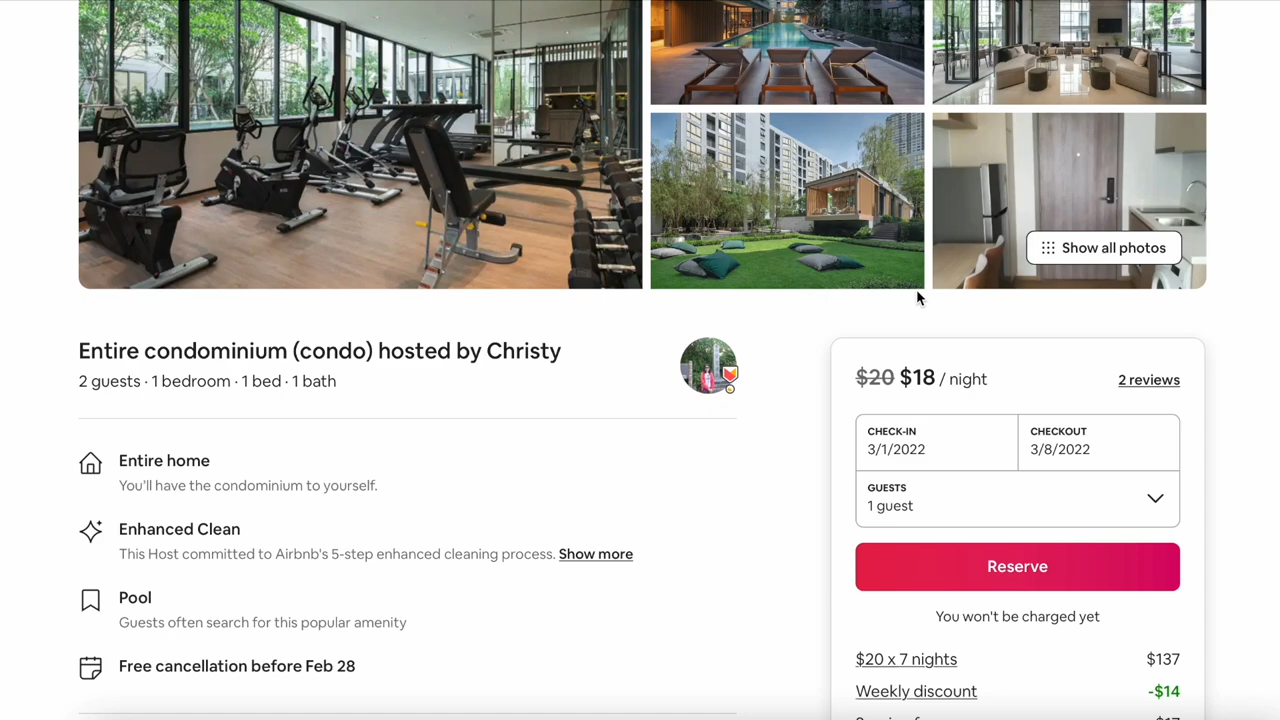 Show all photos
Entire condominium (condo) hosted by Christy
2 guests · 1 bedroom · 1 bed · 1 bath
Entire home
You'll have the condominium to yourself.
Enhanced Clean
This Host committed to Airbnb's 5-step enhanced cleaning process. Show more
Pool
Guests often search for this popular amenity
Free cancellation before Feb 28
$20 $18 / night
2 reviews
CHECK-IN
3/1/2022
CHECKOUT
3/8/2022
GUESTS
1 guest
Reserve
You won't be charged yet
$20 x 7 nights
$137
Weekly discount
-$14